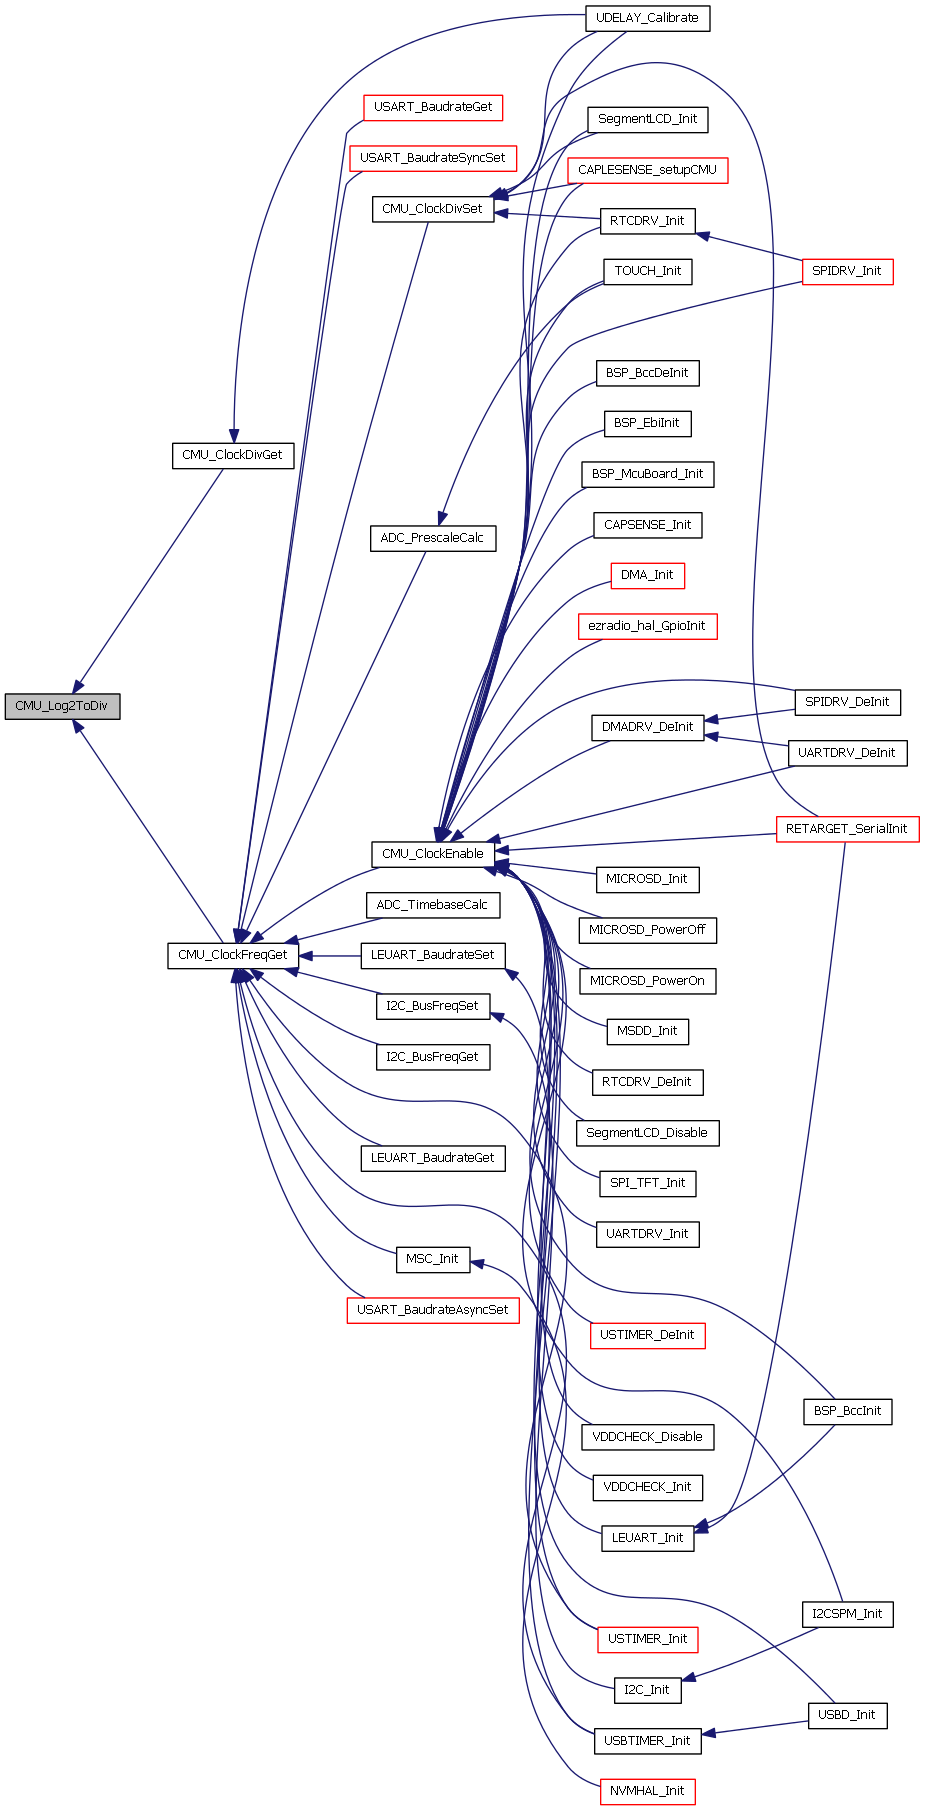 UDELAY_Calibrate
USART_BaudrateGet
SegmentLCD_Init
USART_BaudrateSyncSet
CAPLESENSE_setupCMU
CMU_ClockDivSet
RTCDRV_Init
TOUCH_Init
SPIDRV_Init
BSP_BccDeInit
BSP_EbiInit
CMU_ClockDivGet
BSP_McuBoard_Init
CAPSENSE_Init
ADC_PrescaleCalc
DMA_Init
ezradio_hal_GpioInit
CMU_Log2ToDiv
SPIDRV_DeInit
DMADRV_DeInit
UARTDRV_DeInit
RETARGET_SerialInit
CMU_ClockEnable
MICROSD_Init
ADC_TimebaseCalc
MICROSD_PowerOff
CMU_ClockFreqGet
LEUART_BaudrateSet
MICROSD_PowerOn
I2C_BusFreqSet
MSDD_Init
I2C_BusFreqGet
RTCDRV_DeInit
SegmentLCD_Disable
LEUART_BaudrateGet
SPI_TFT_Init
UARTDRV_Init
MSC_Init
USART_BaudrateAsyncSet
USTIMER_DeInit
BSP_BccInit
VDDCHECK_Disable
VDDCHECK_Init
LEUART_Init
I2CSPM_Init
USTIMER_Init
I2C_Init
USBD_Init
USBTIMER_Init
NVMHAL_Init